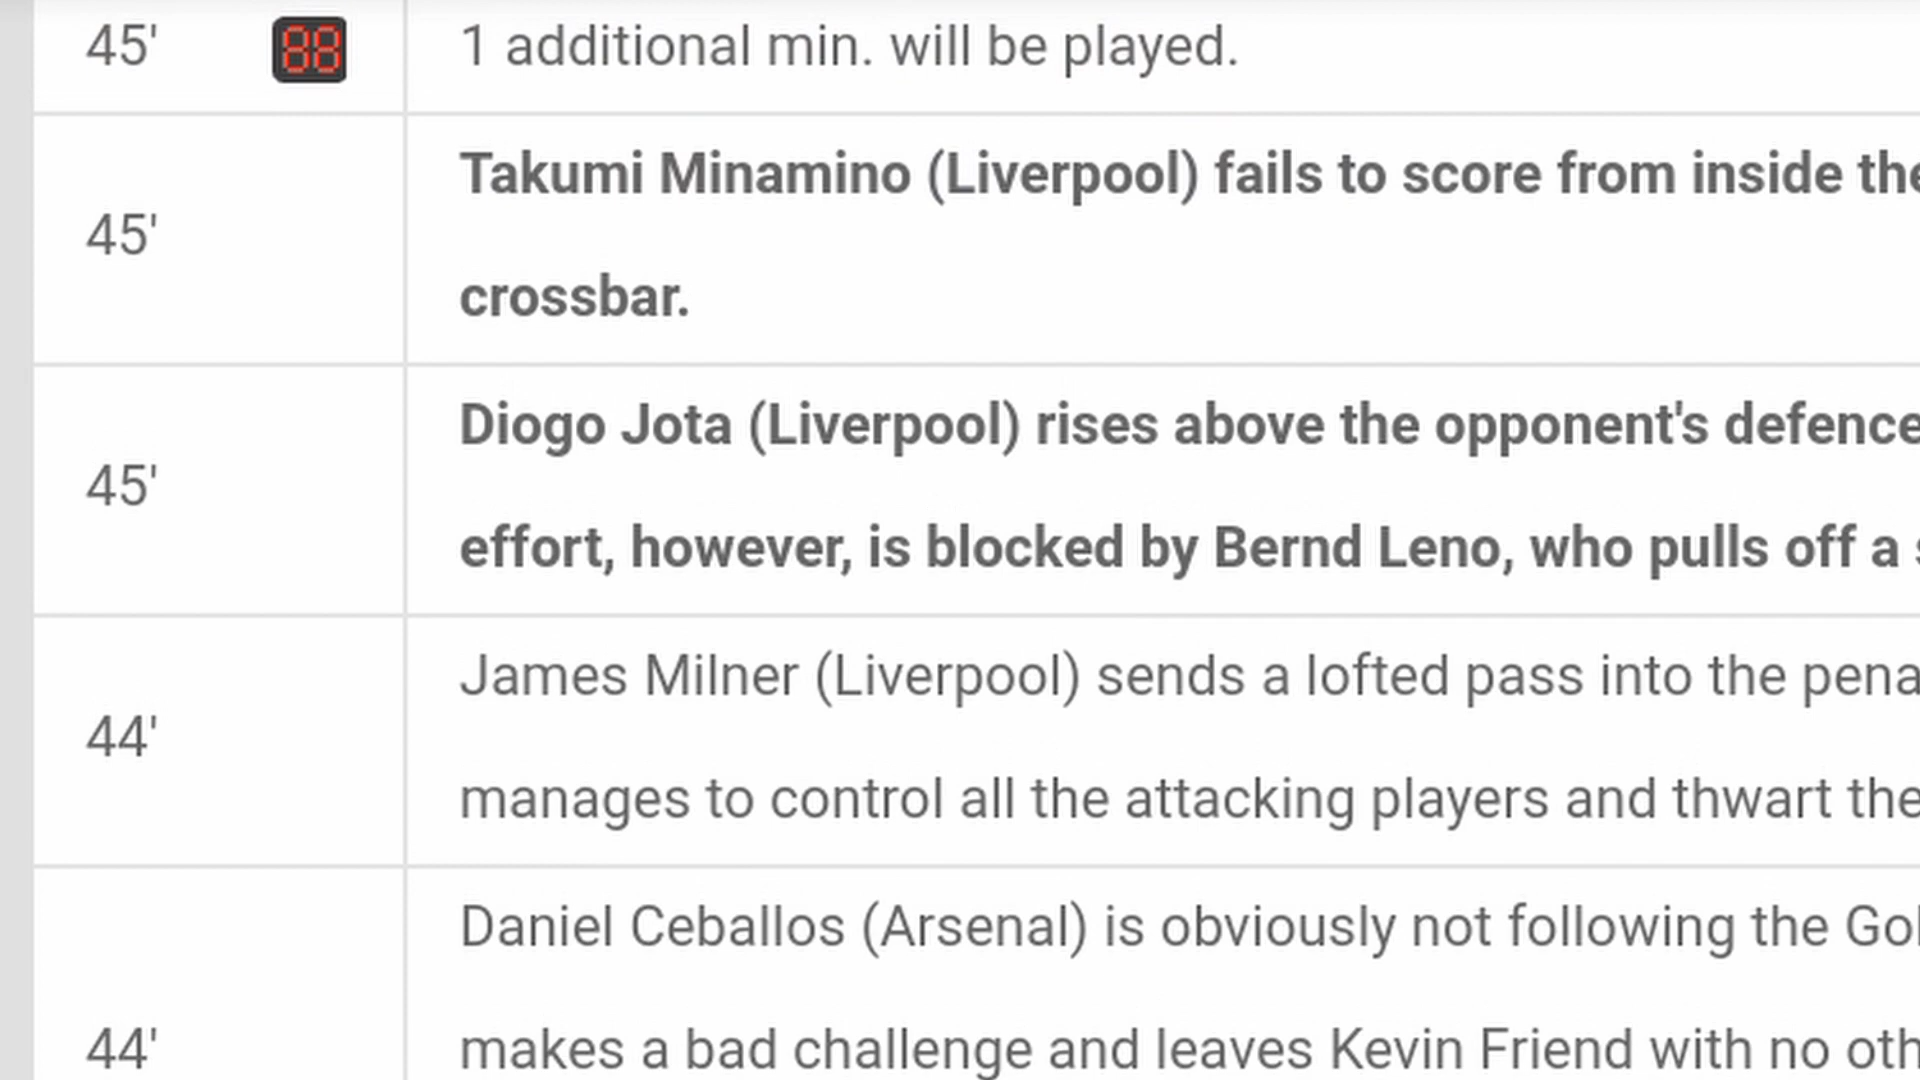 45' 88 1 additional min. will be played.
Takumi Minamino (Liverpool) fails to score from inside the
45'
crossbar.
Diogo Jota (Liverpool) rises above the opponent's defence
45'
effort, however, is blocked by Bernd Leno, who pulls off a
James Milner (Liverpool) sends a lofted pass into the
44'
manages to control all the attacking players and thwart the
Daniel Ceballos (Arsenal) is obviously not following the
44' makes a bad challenge and leaves Kevin Friend with no